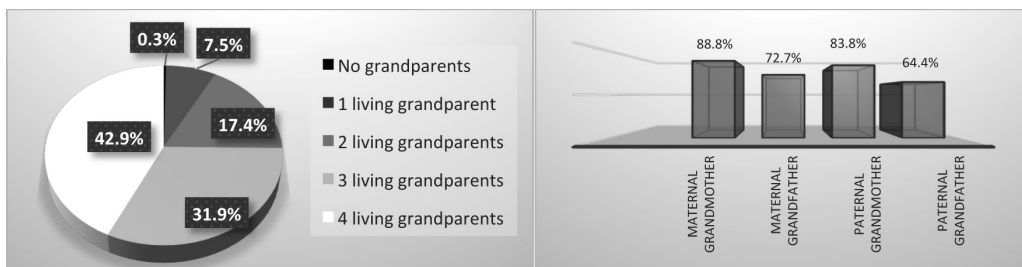 0.3%
7.5%
17.4%
42.9%
31.9%
No grandparents
1 living grandparent
2 living grandparents
3 living grandparents
4 living grandparents
88.8%
72.7%
83.8%
64.4%
MATERNAL
GRANDMOTHER
MATERNAL
GRANDFATHER
PATERNAL
GRANDMOTHER
PATERNAL
GRANDFATHER